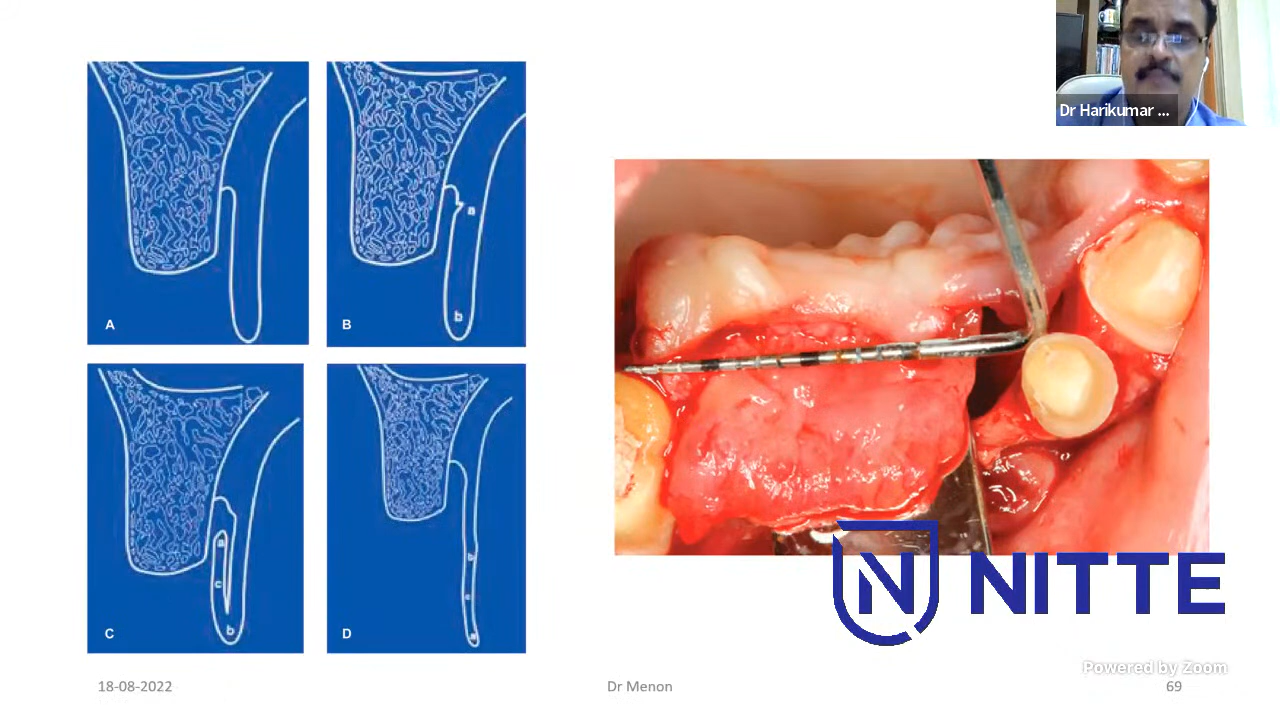 Dr Harikumar ...
A
a
b
B
a
c
b
C
b
c
a
D
N NITTE
Powered by Zoom
18-08-2022
Dr Menon
69